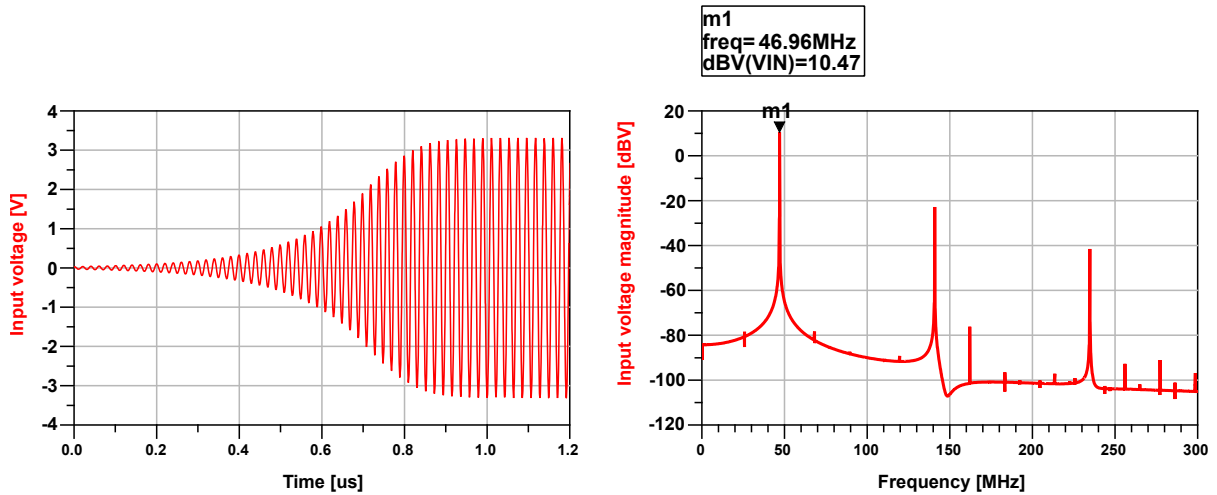 m1
freq= 46.96MHz
dBV(VIN)=10.47
4
3
2
1
0
-1
-2
-3
-4
Input voltage [V]
0.0 0.2 0.4 0.6 0.8 1.0 1.2
Time [us]
m1
20
0
-20
-40
-60
-80
-100
-120
Input voltage magnitude [dBV]
0 50 100 150 200 250 300
Frequency [MHz]